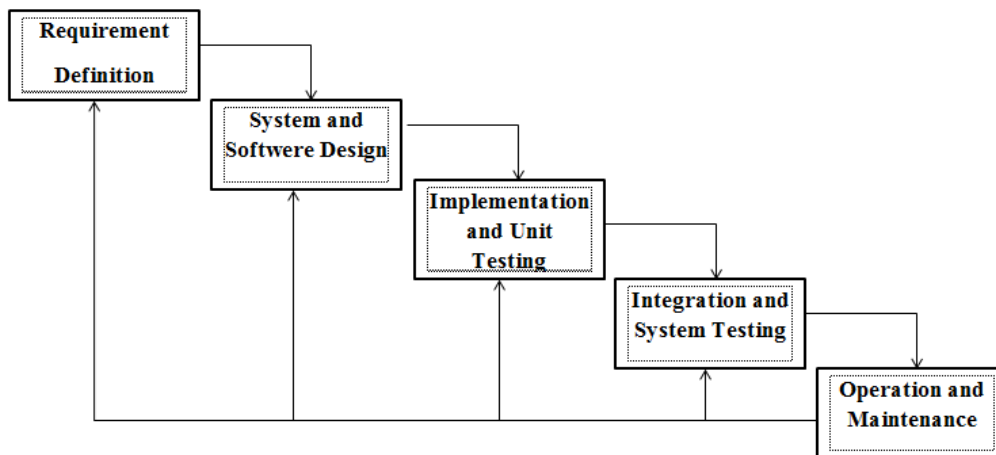 Requirement
Definition
System and
Softwere Design
Implementation
and Unit
Testing
Integration and
System Testing
Operation and
Maintenance